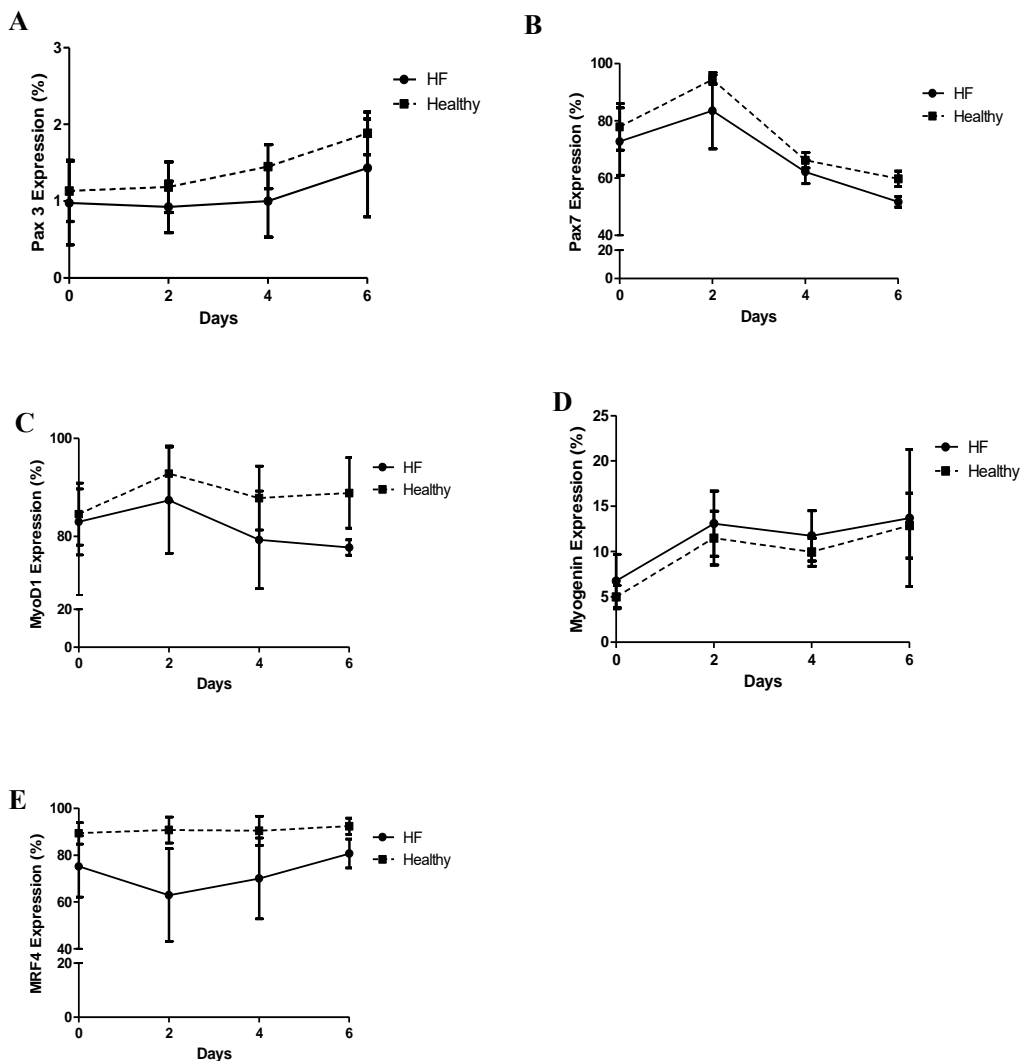 A
Pax 3 Expression (%)
3
2
1
0
0 2 4 6
Days
HF
Healthy
B
Pax7 Expression (%)
100
80
60
40
20
0
0 2 4 6
Days
HF
Healthy
C
MyoD1 Expression (%)
100
80
20
0
0 2 4 6
Days
HF
Healthy
D
Myogenin Expression (%)
25
20
15
10
5
0
0 2 4 6
Days
HF
Healthy
E
MRF4 Expression (%)
100
80
60
40
20
0
0 2 4 6
Days
HF
Healthy